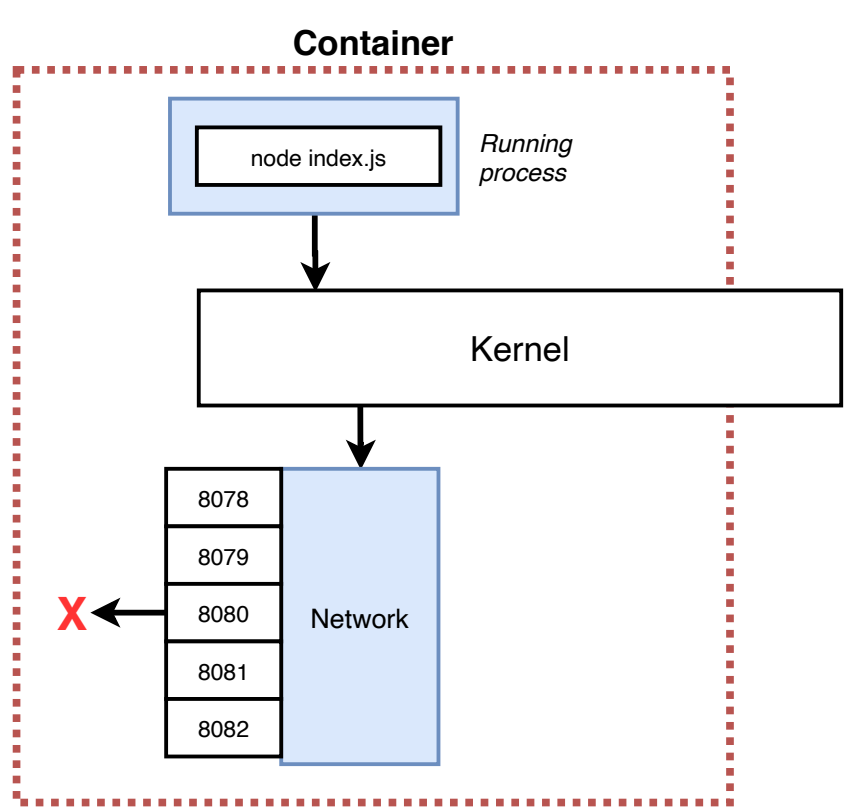 Container
node index.js
Running
process
Kernel
8078
8079
8080
8081
8082
X
Network